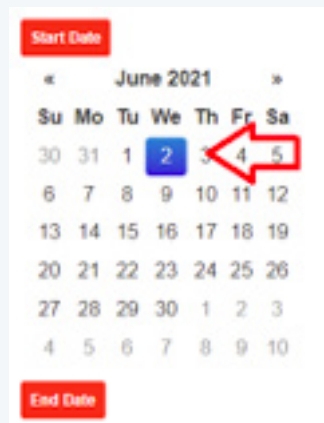 Start Date
« June 2021 »
Su Mo Tu We Th Fr Sa
30 31 1 2 3 4 5
6 7 8 9 10 11 12
13 14 15 16 17 18 19
20 21 22 23 24 25 26
27 28 29 30 1 2 3
4 5 6 7 8 9 10
End Date